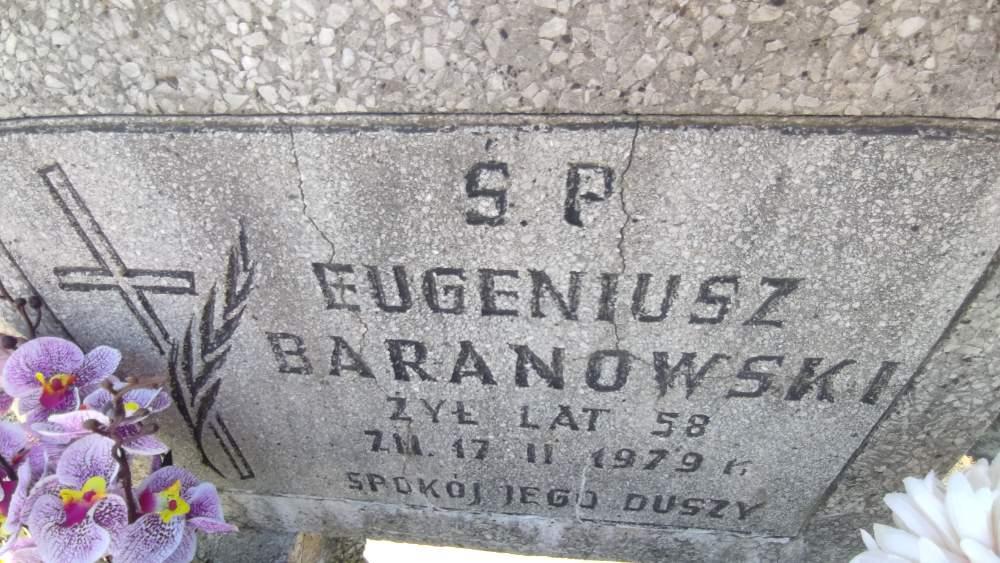 Ś. P.
EUGENIUSZ
BARANOWSKI
ŻYŁ LAT 58
ZM. 17 II 1979 r.
SPOKÓJ JEGO DUSZY